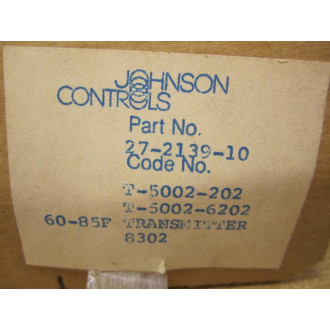 JOHNSON
CONTROLS
Part No.
27-2139-10
Code No.
T-5002-202
T-5002-6202
60-85F TRANSMITTER
8302